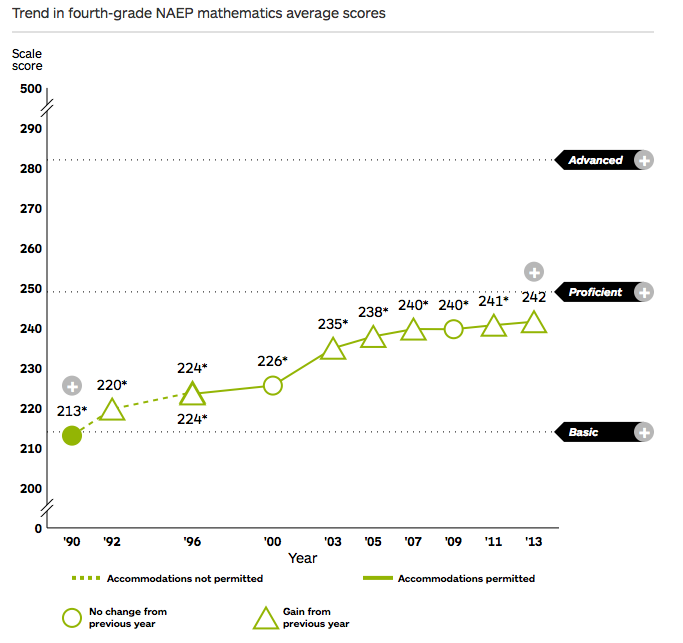 Trend in fourth-grade NAEP mathematics average scores
Scale
score
500
290
280
270
260
250
240
230
220
210
200
0
Advanced
Proficient
Basic
213*
220*
224*
224*
226*
235*
238*
240*
240*
241*
242
'90
'92
'96
'00
'03
'05
'07
'09
'11
'13
Year
Accommodations not permitted
Accommodations permitted
No change from
previous year
Gain from
previous year